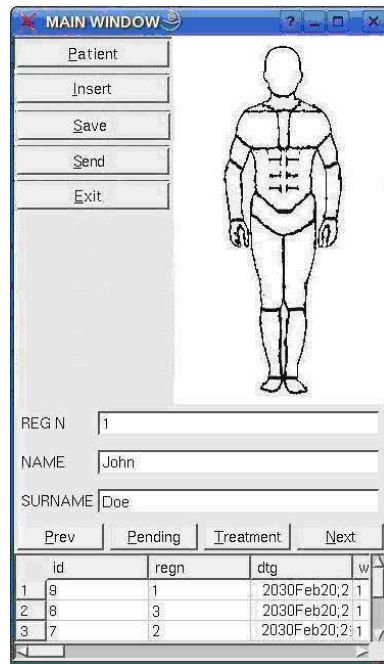 MAIN WINDOW
Patient
Insert
Save
Send
Exit
REG N 1
NAME John
SURNAME Doe
Prev Pending Treatment Next
id regn dtg w
1 9 1 2030Feb20;2 1
2 8 3 2030Feb20;2 1
3 7 2 2030Feb20;2 1